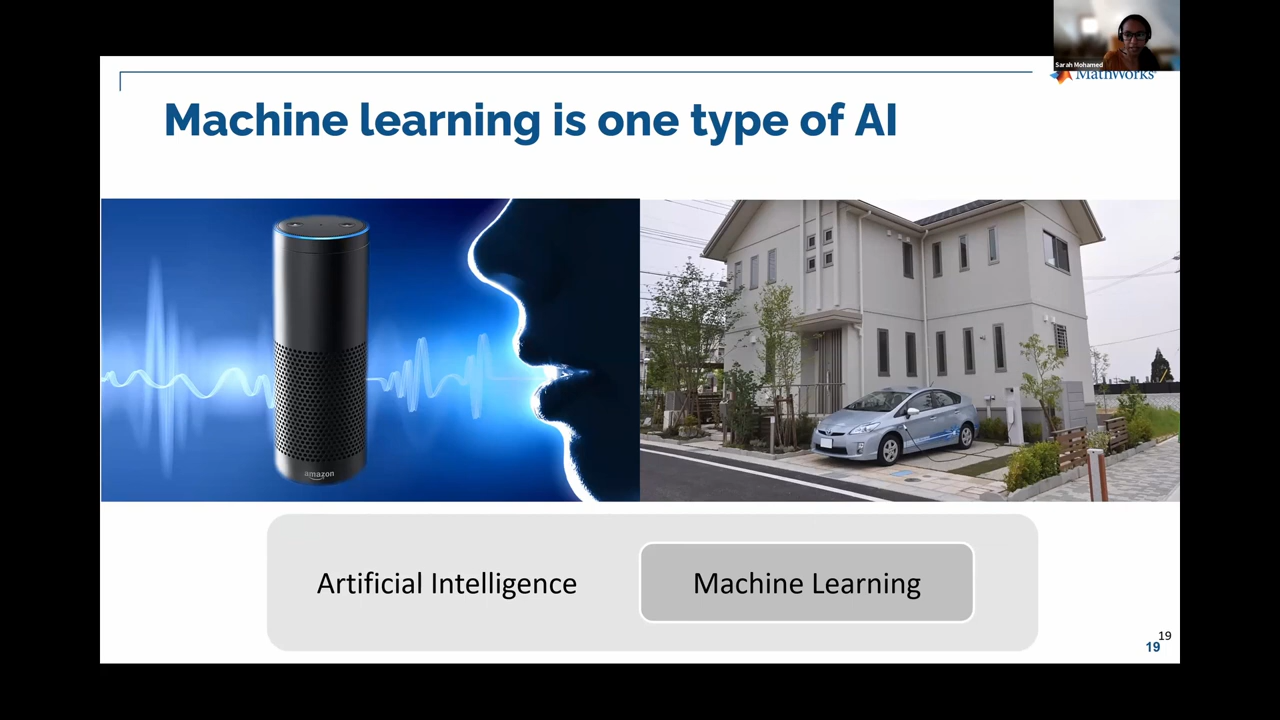 Sarah Mohamed
MathWorks
Machine learning is one type of AI
amazon
Artificial Intelligence
Machine Learning
19
19